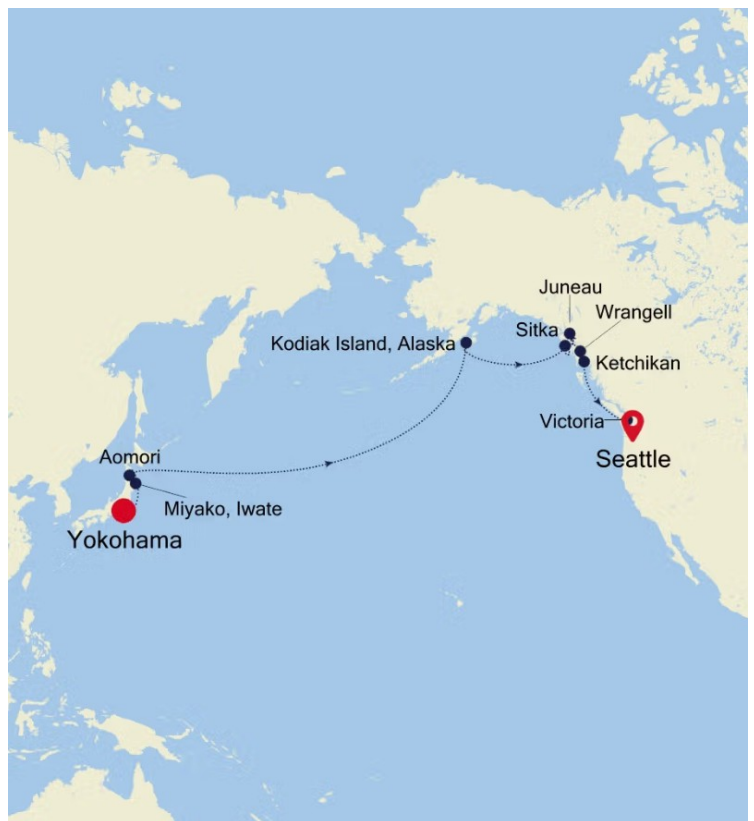 Juneau
Wrangell
Sitka
Kodiak Island, Alaska
Ketchikan
Victoria
Seattle
Aomori
Miyako, Iwate
Yokohama